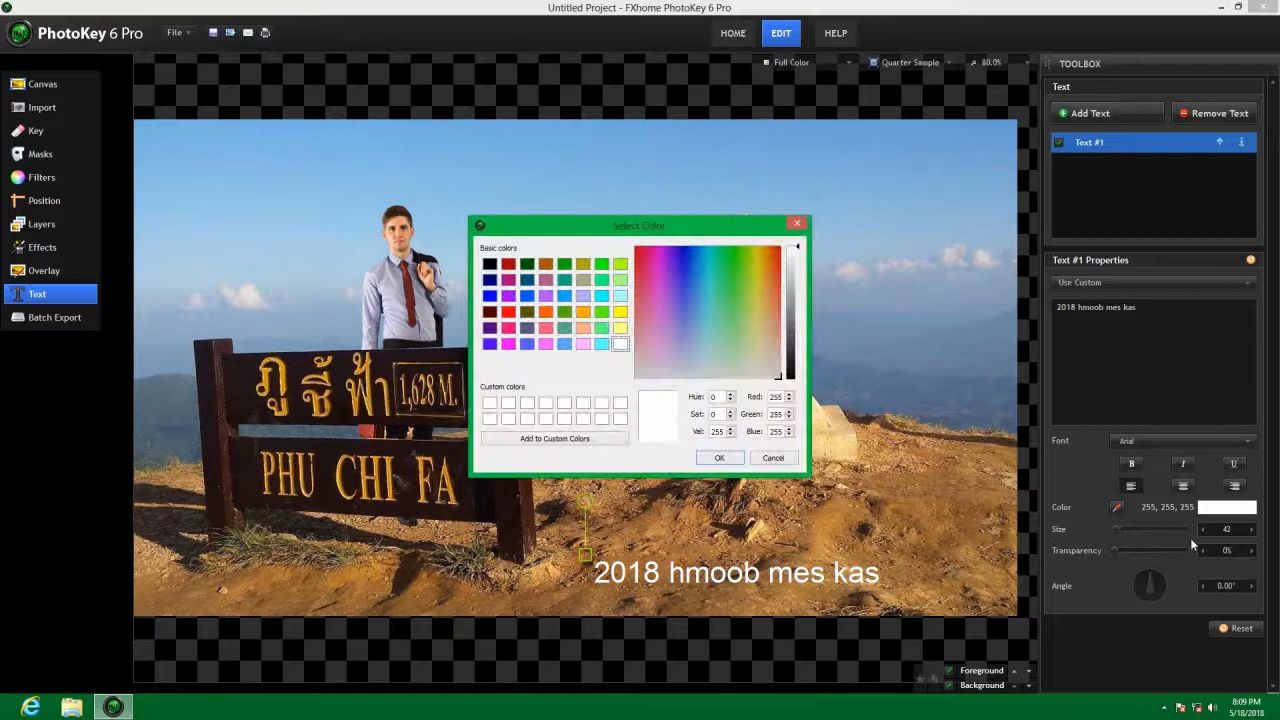 Untitled Project - FXhome PhotoKey 6 Pro
PhotoKey 6 Pro
File
HOME
EDIT
HELP
Full Color
Quarter Sample
80.0%
TOOLBOX
Canvas
Import
Key
Masks
Filters
Position
Layers
Effects
Overlay
Text
Batch Export
Text
Add Text
Remove Text
Text #1
Text #1 Properties
Use Custom
2018 hmoob mes kas
Font
Arial
B
I
U
Color
255, 255, 255
Size
42
Transparency
0%
Angle
0.00°
Reset
Select Color
Basic colors
Custom colors
Add to Custom Colors
Hue: 0
Red: 255
Sat: 0
Green: 255
Val: 255
Blue: 255
OK
Cancel
ภู ชี้ ฟ้า 1,628 M.
PHU CHI FA
2018 hmoob mes kas
Foreground
Background
8:09 PM
5/18/2018